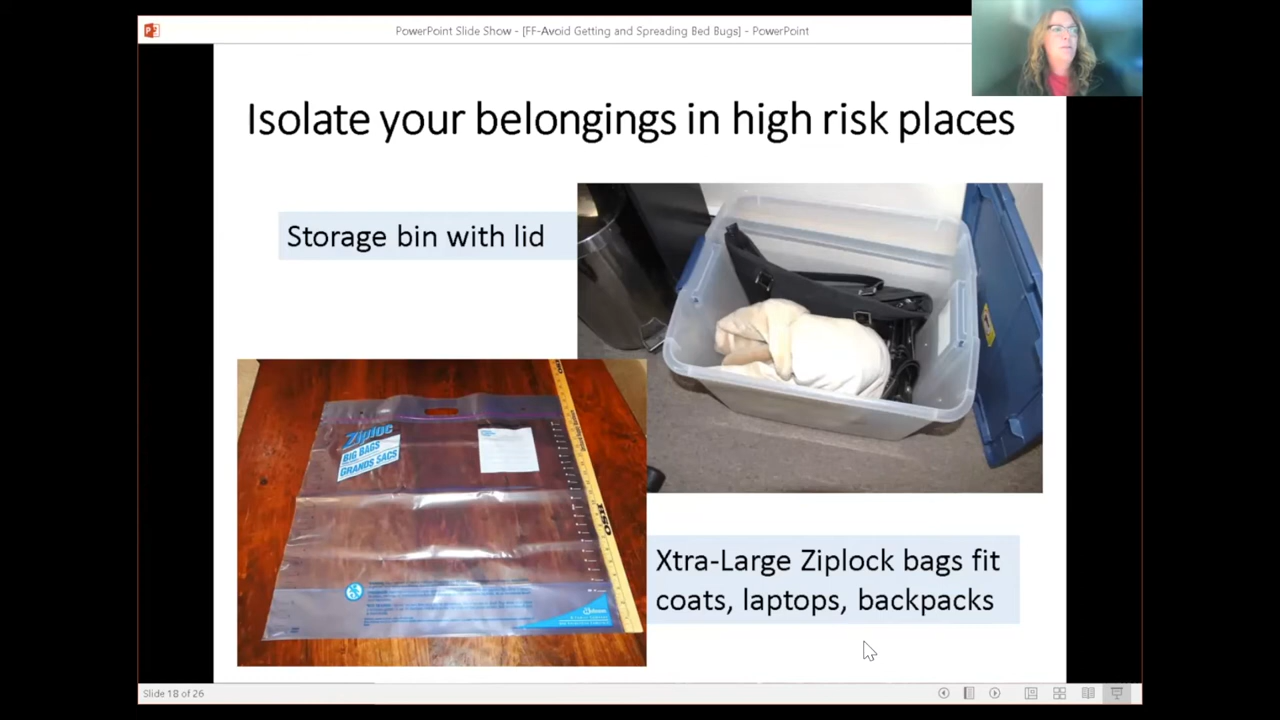 PowerPoint Slide Show - [FF-Avoid Getting and Spreading Bed Bugs] - PowerPoint
Isolate your belongings in high risk places
Storage bin with lid
Ziploc
BIG BAGS
GRANDS SACS
Xtra-Large Ziplock bags fit
coats, laptops, backpacks
Slide 18 of 26